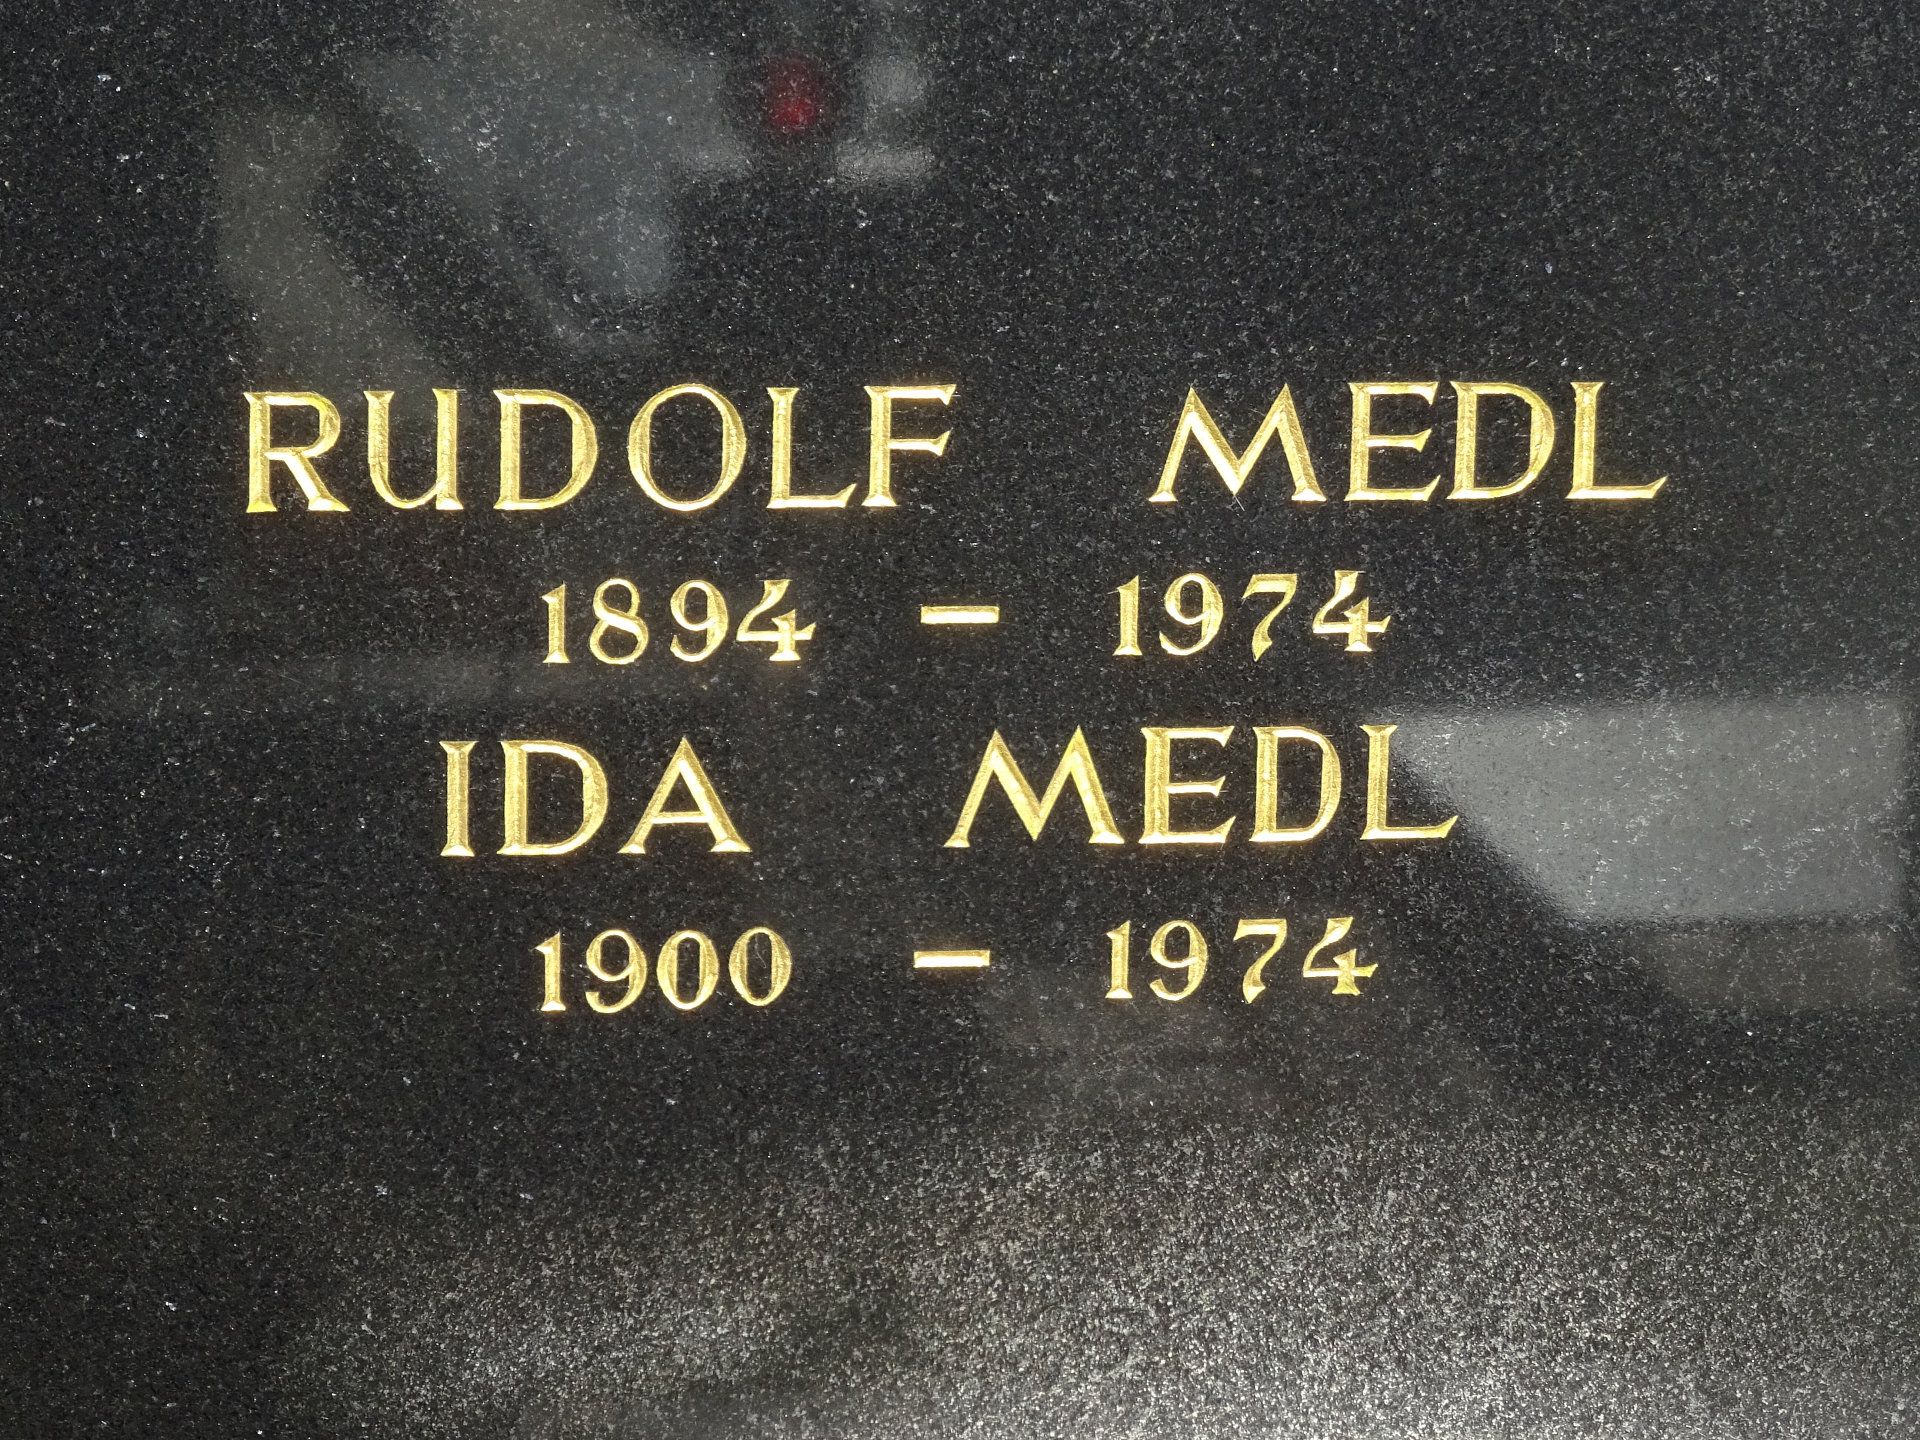 RUDOLF MEDL
1894 – 1974
IDA MEDL
1900 – 1974